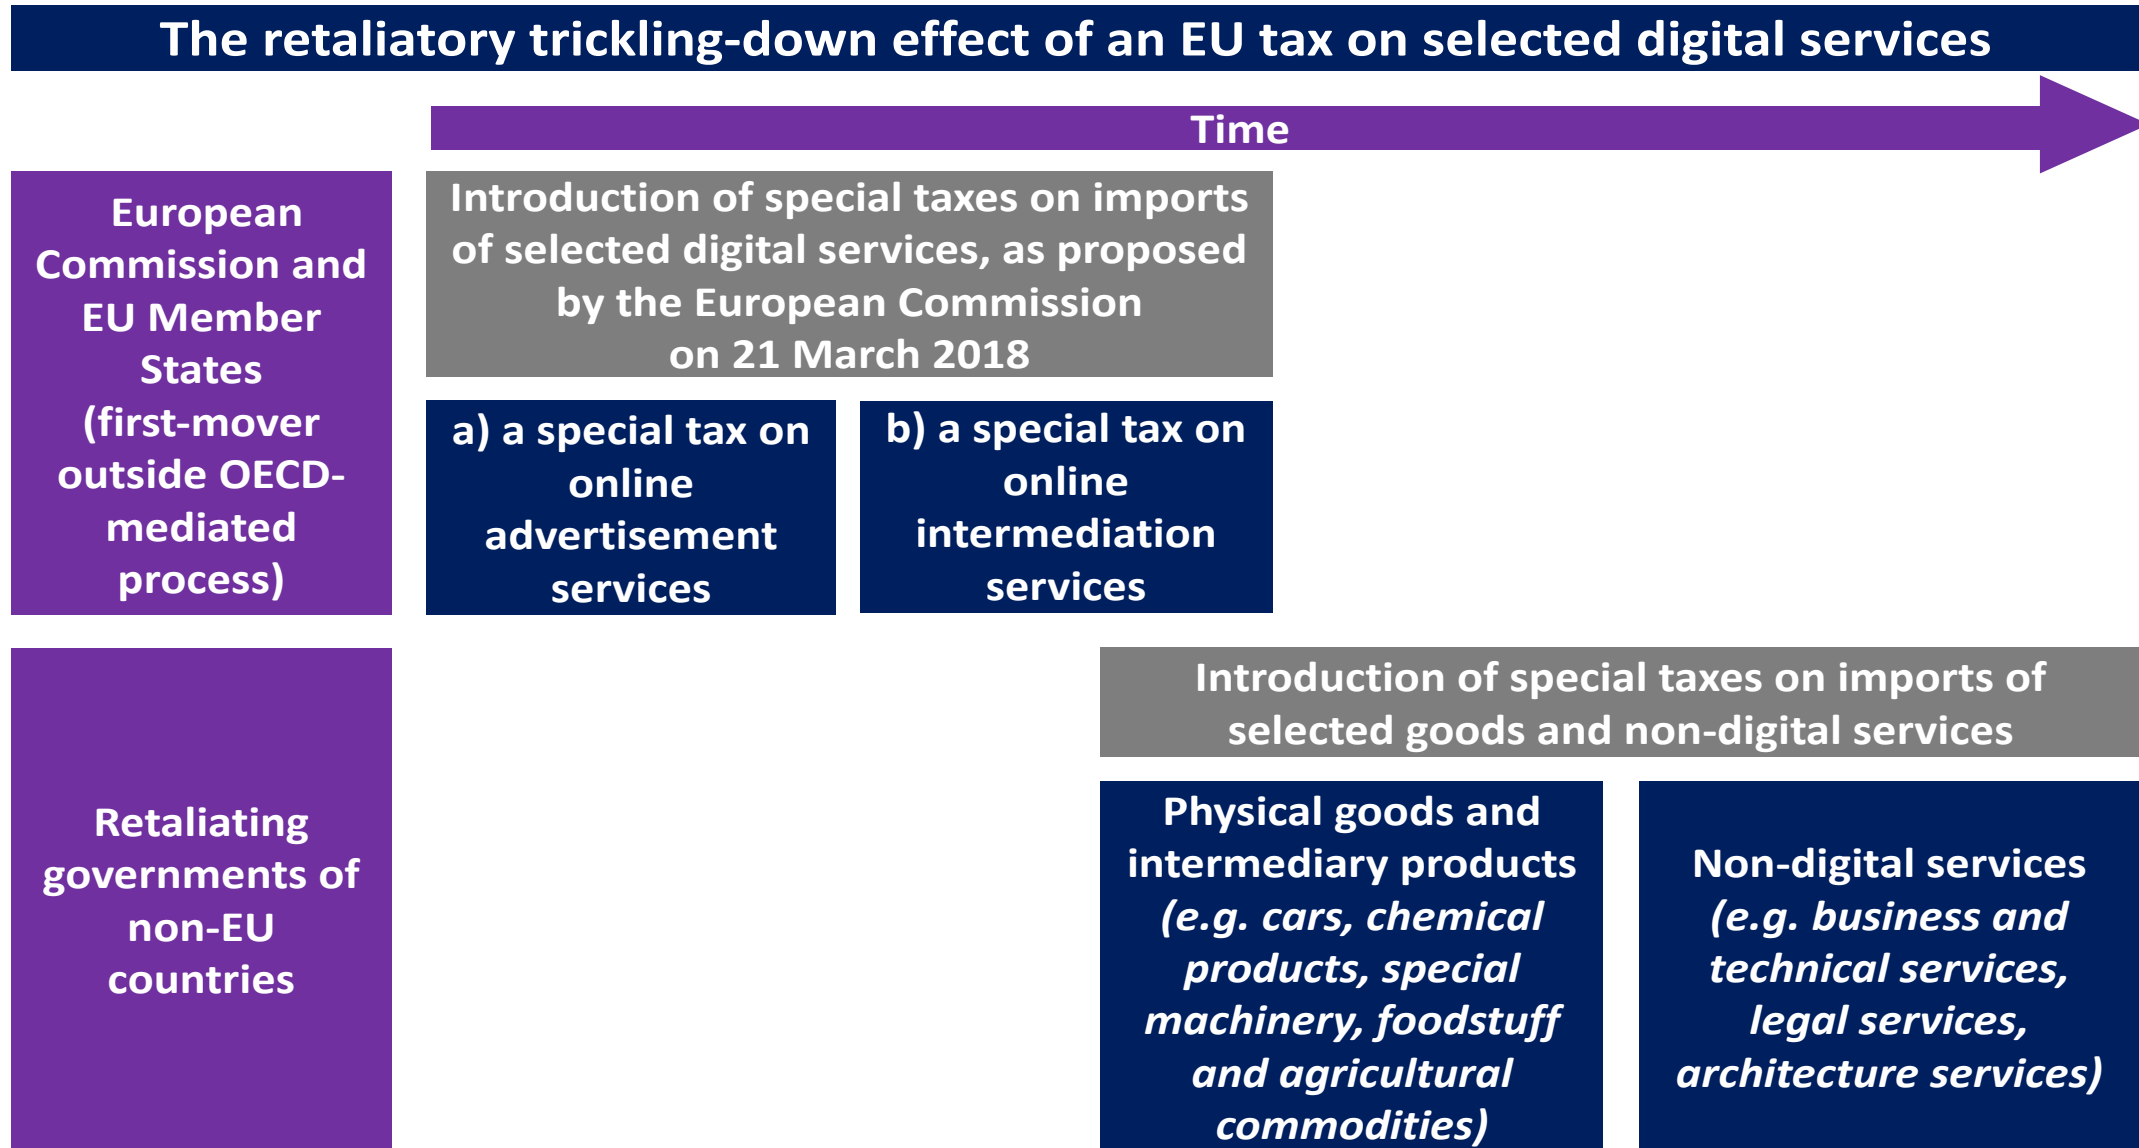 The retaliatory trickling-down effect of an EU tax on selected digital services
Time
European
Commission and
EU Member
States
(first-mover
outside OECD-
mediated
process)
Introduction of special taxes on imports
of selected digital services, as proposed
by the European Commission
on 21 March 2018
a) a special tax on
online
advertisement
services
b) a special tax on
online
intermediation
services
Retaliating
governments of
non-EU
countries
Introduction of special taxes on imports of
selected goods and non-digital services
Physical goods and
intermediary products
(e.g. cars, chemical
products, special
machinery, foodstuff
and agricultural
commodities)
Non-digital services
(e.g. business and
technical services,
legal services,
architecture services)